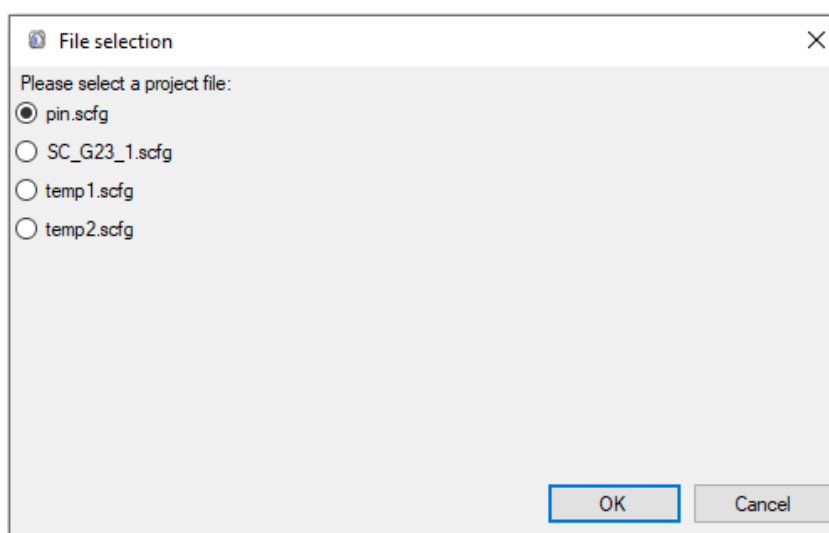 File selection
Please select a project file:
pin.scfg
SC_G23_1.scfg
temp1.scfg
temp2.scfg
OK
Cancel